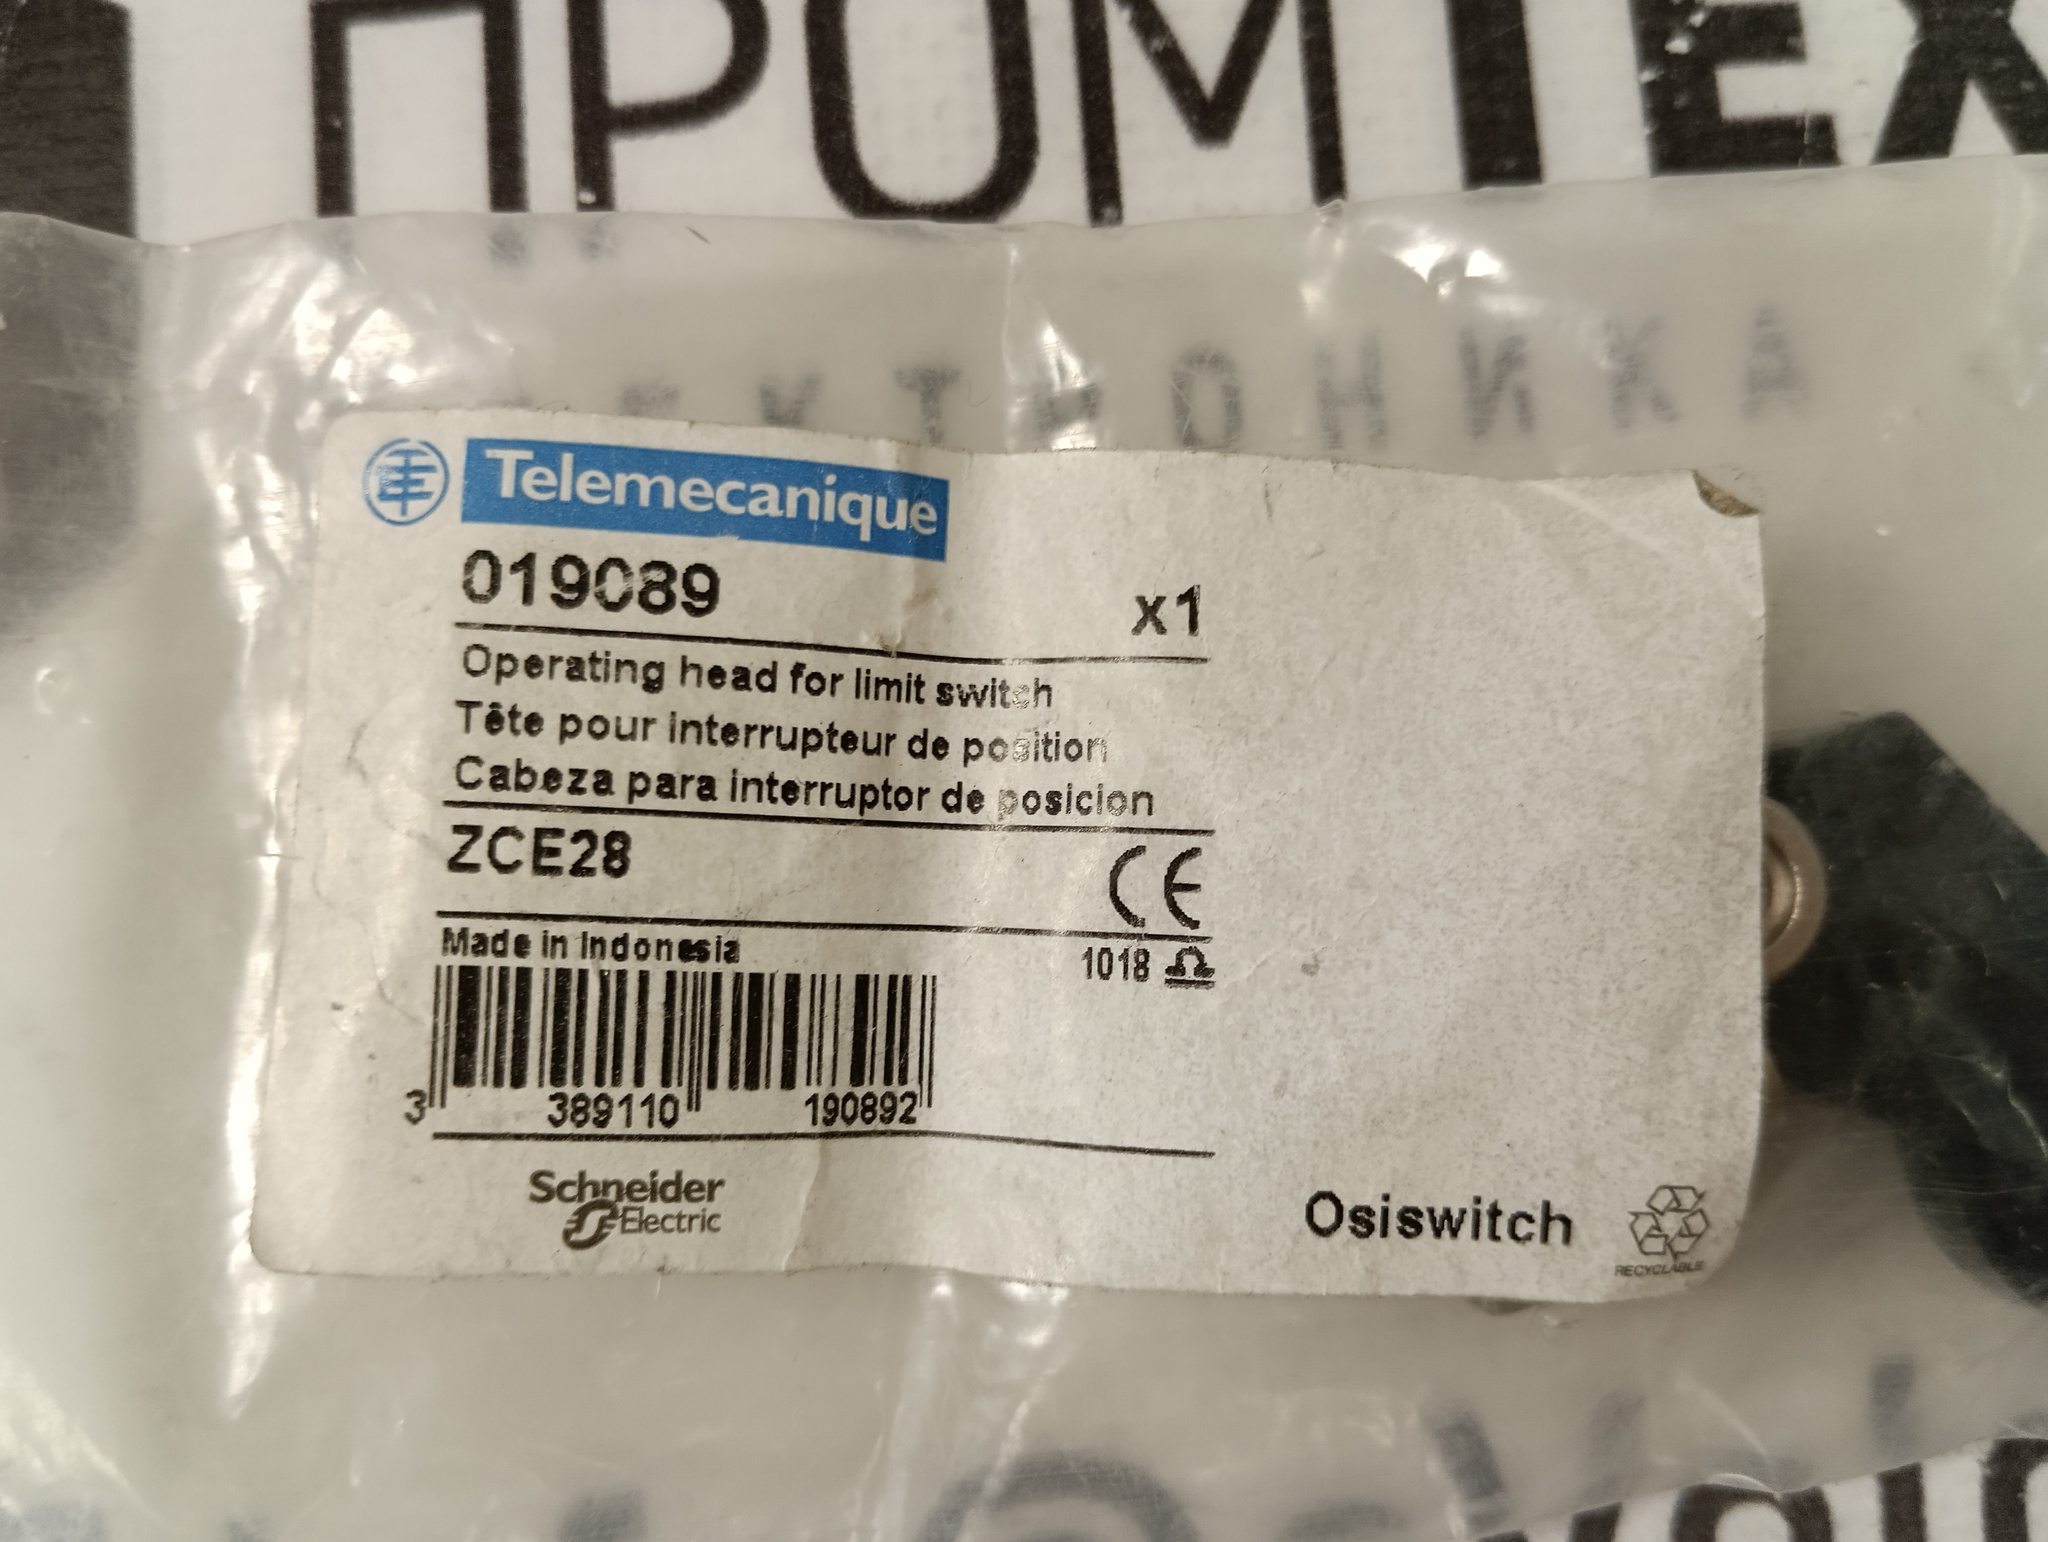 ПРОМТЕХ
КТРОНИКА
Telemecanique
019089
x1
Operating head for limit switch
Tête pour interrupteur de position
Cabeza para interruptor de posicion
ZCE28
CE
Made in Indonesia
1018
3 389110 190892
Schneider
Electric
Osiswitch
RECYCLABLE